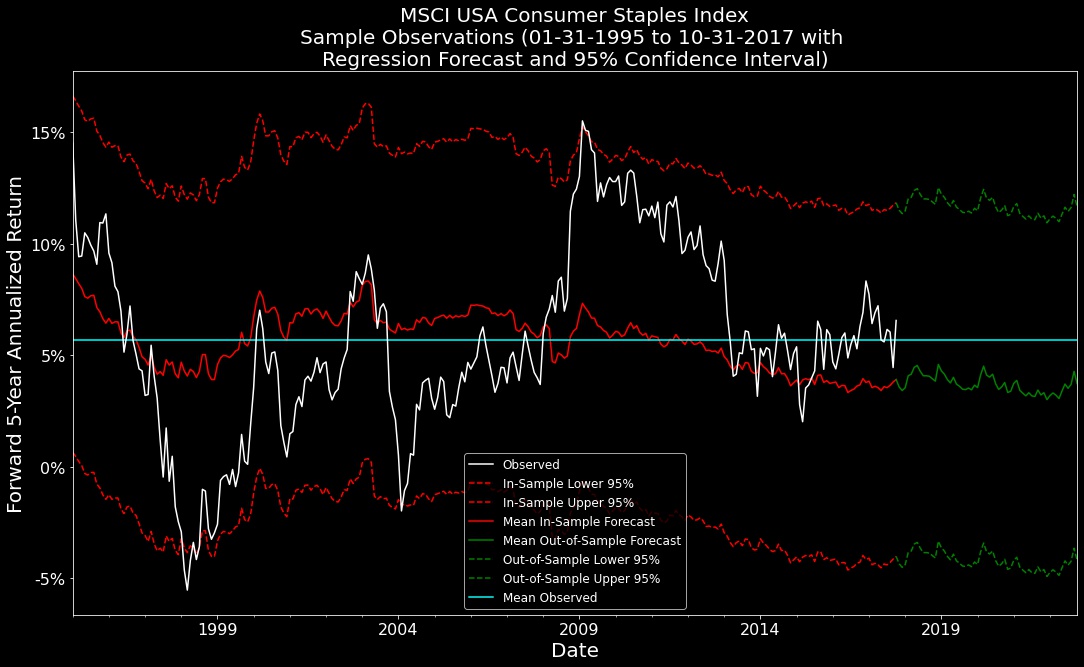 MSCI USA Consumer Staples Index
Sample Observations (01-31-1995 to 10-31-2017 with
Regression Forecast and 95% Confidence Interval)
Forward 5-Year Annualized Return
15%
10%
5%
0%
-5%
Observed
In-Sample Lower 95%
In-Sample Upper 95%
Mean In-Sample Forecast
Mean Out-of-Sample Forecast
Out-of-Sample Lower 95%
Out-of-Sample Upper 95%
Mean Observed
1999
2004
2009
2014
2019
Date